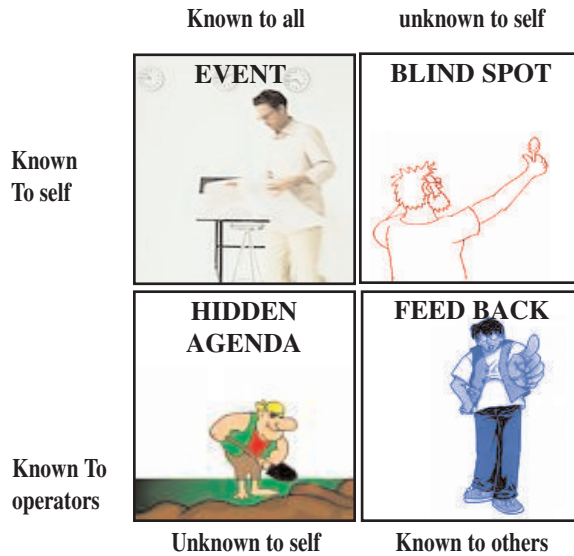 Known to all
unknown to self
EVENT
BLIND SPOT
Known
To self
HIDDEN
AGENDA
FEED BACK
Known To
operators
Unknown to self
Known to others